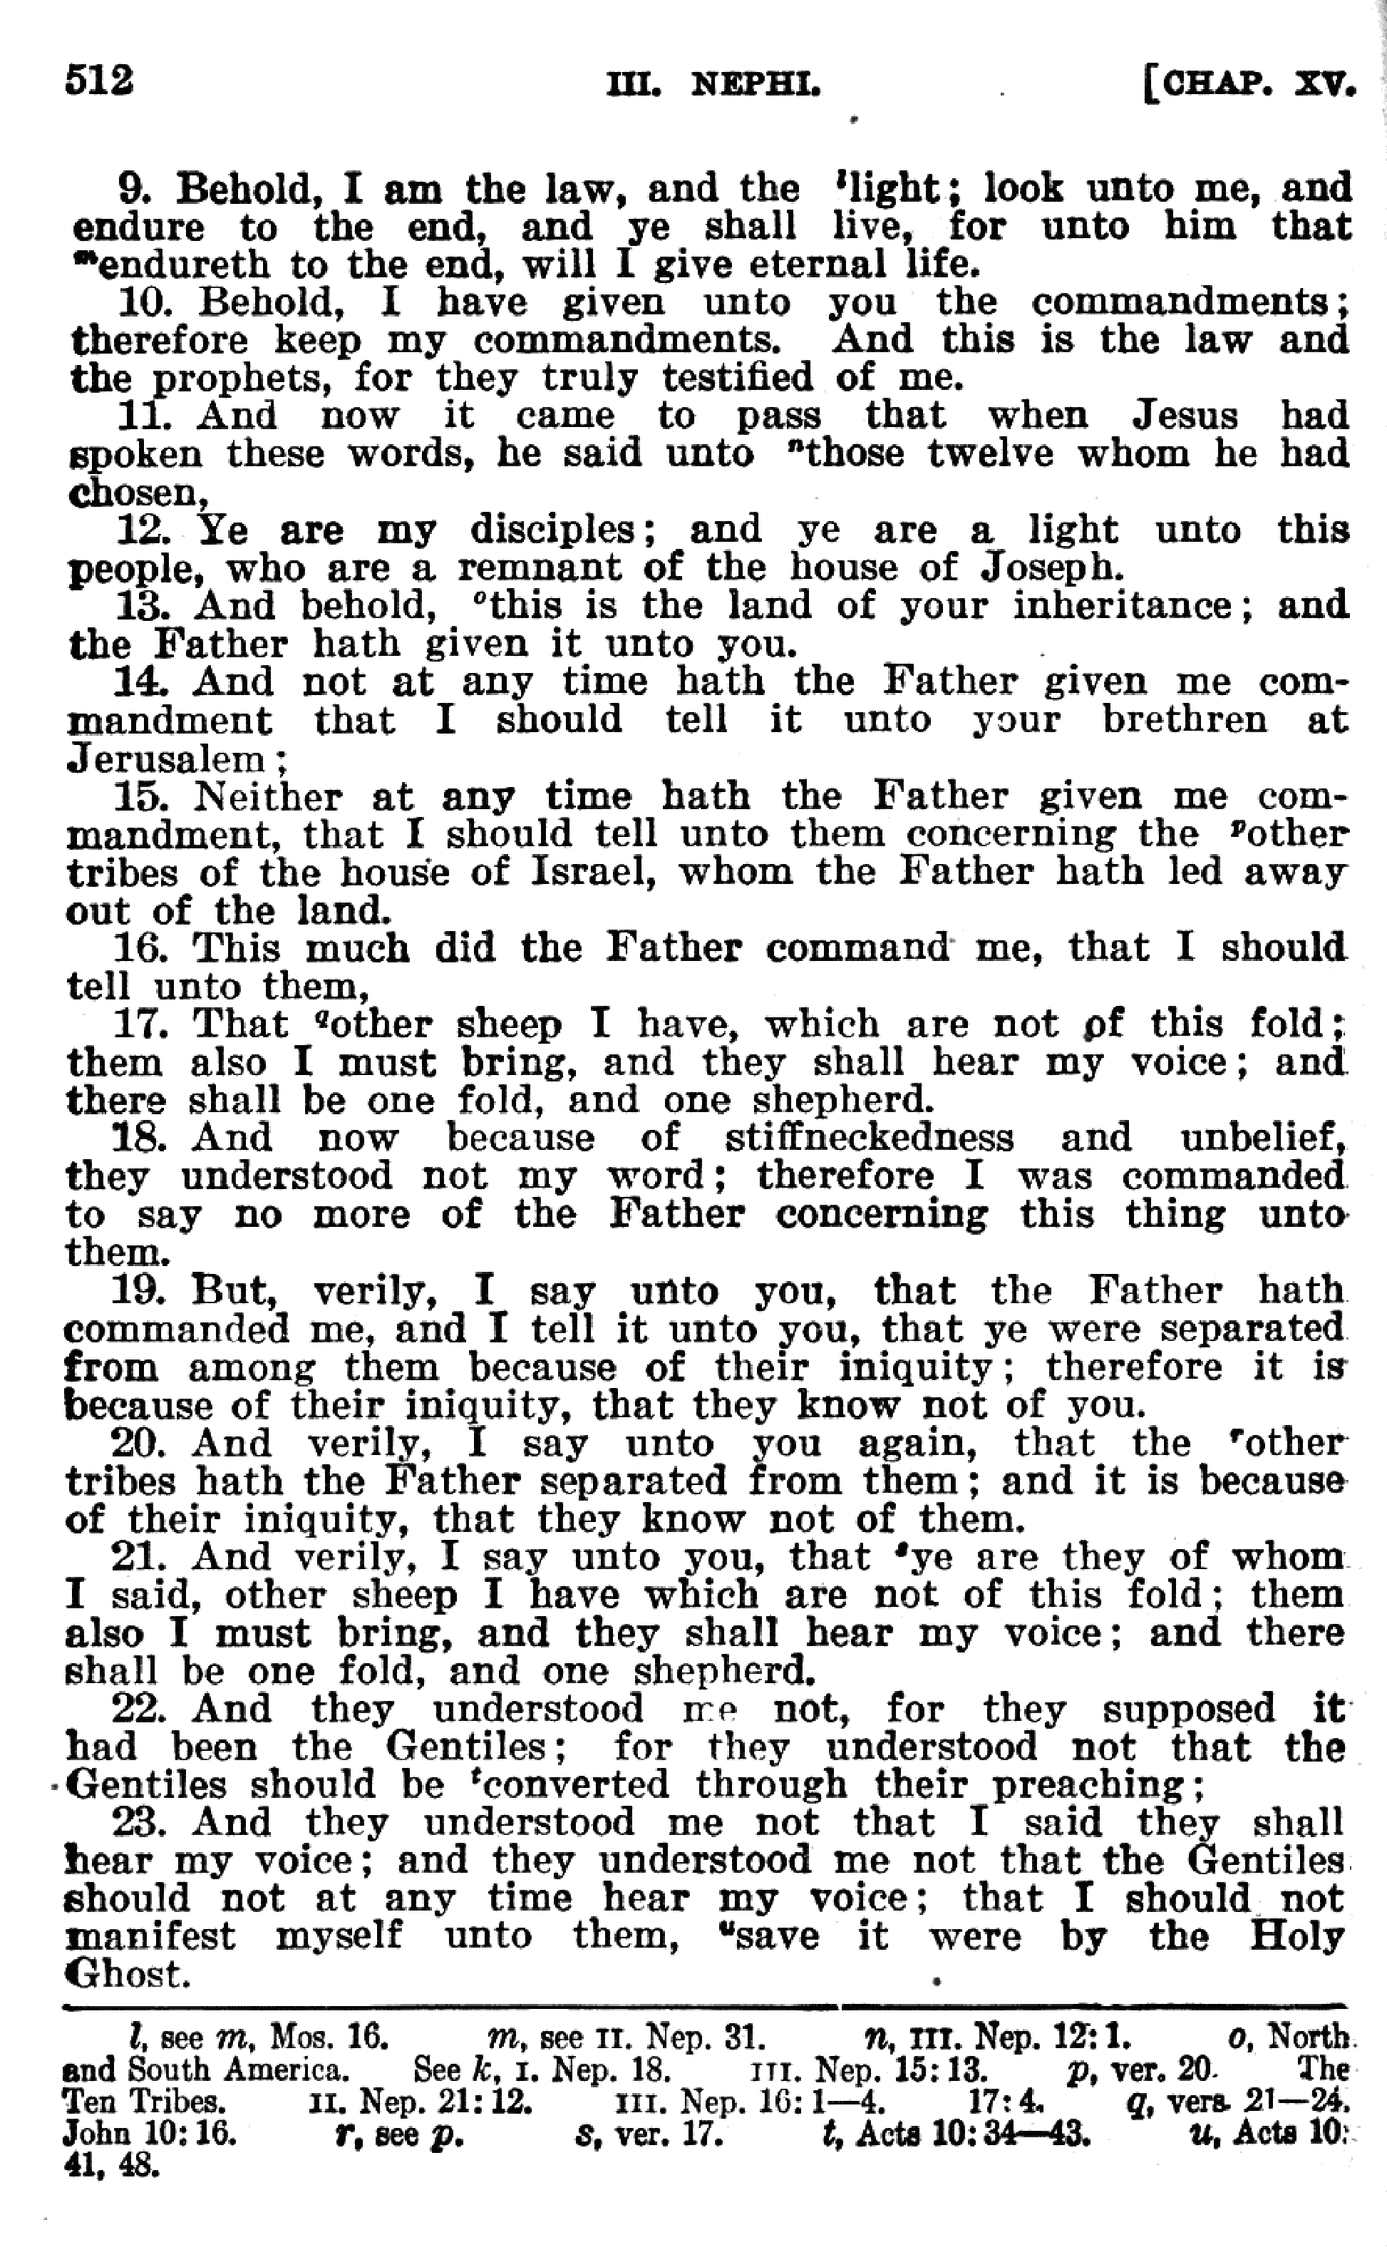 512 III. NEPHI. [CHAP. XV.
9. Behold, I am the law, and the ˡlight; look unto me, and
endure to the end, and ye shall live, for unto him that
ᵐendureth to the end, will I give eternal life.
10. Behold, I have given unto you the commandments;
therefore keep my commandments. And this is the law and
the prophets, for they truly testified of me.
11. And now it came to pass that when Jesus had
spoken these words, he said unto ⁿthose twelve whom he had
chosen,
12. Ye are my disciples; and ye are a light unto this
people, who are a remnant of the house of Joseph.
13. And behold, ᵒthis is the land of your inheritance; and
the Father hath given it unto you.
14. And not at any time hath the Father given me com-
mandment that I should tell it unto your brethren at
Jerusalem;
15. Neither at any time hath the Father given me com-
mandment, that I should tell unto them concerning the ᵖother
tribes of the house of Israel, whom the Father hath led away
out of the land.
16. This much did the Father command me, that I should
tell unto them,
17. That qother sheep I have, which are not of this fold;
them also I must bring, and they shall hear my voice; and
there shall be one fold, and one shepherd.
18. And now because of stiffneckedness and unbelief,
they understood not my word; therefore I was commanded
to say no more of the Father concerning this thing unto
them.
19. But, verily, I say unto you, that the Father hath
commanded me, and I tell it unto you, that ye were separated
from among them because of their iniquity; therefore it is
because of their iniquity, that they know not of you.
20. And verily, I say unto you again, that the ʳother
tribes hath the Father separated from them; and it is because
of their iniquity, that they know not of them.
21. And verily, I say unto you, that ˢye are they of whom
I said, other sheep I have which are not of this fold; them
also I must bring, and they shall hear my voice; and there
shall be one fold, and one shepherd.
22. And they understood me not, for they supposed it
had been the Gentiles; for they understood not that the
Gentiles should be ᵗconverted through their preaching;
23. And they understood me not that I said they shall
hear my voice; and they understood me not that the Gentiles
should not at any time hear my voice; that I should not
manifest myself unto them, ᵘsave it were by the Holy
Ghost.
l, see m, Mos. 16. m, see II. Nep. 31. n, III. Nep. 12: 1. o, North
and South America. See k, I. Nep. 18. III. Nep. 15: 13. p, ver. 20. The
Ten Tribes. II. Nep. 21: 12. III. Nep. 16: 1—4. 17: 4. q, vers. 21—24.
John 10: 16. r, see p. s, ver. 17. t, Acts 10: 34—43. u, Acts 10:
41, 48.